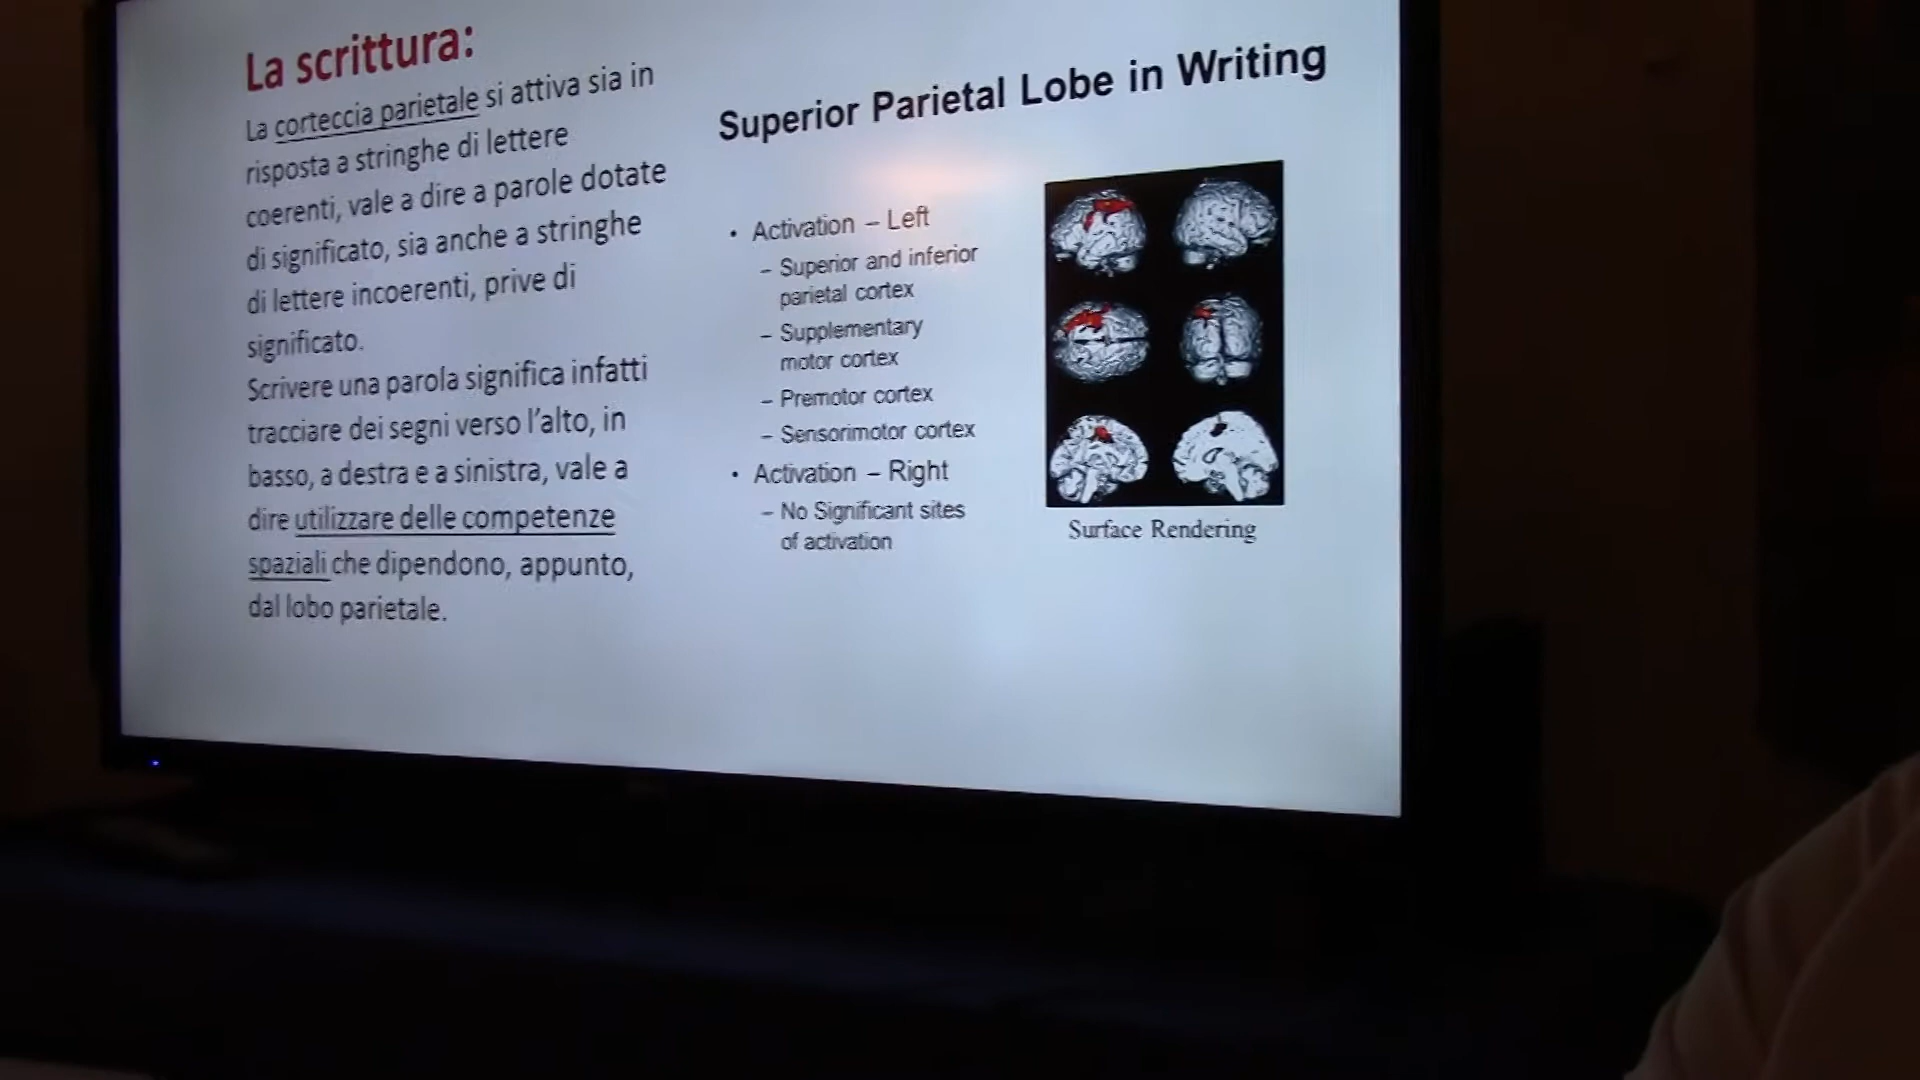 La scrittura:
La corteccia parietale si attiva sia in
risposta a stringhe di lettere
coerenti, vale a dire a parole dotate
di significato, sia anche a stringhe
di lettere incoerenti, prive di
significato.
Scrivere una parola significa infatti
tracciare dei segni verso l'alto, in
basso, a destra e a sinistra, vale a
dire utilizzare delle competenze
spaziali che dipendono, appunto,
dal lobo parietale.
Superior Parietal Lobe in Writing
• Activation – Left
– Superior and inferior
parietal cortex
– Supplementary
motor cortex
– Premotor cortex
– Sensorimotor cortex
• Activation – Right
– No Significant sites
of activation
Surface Rendering